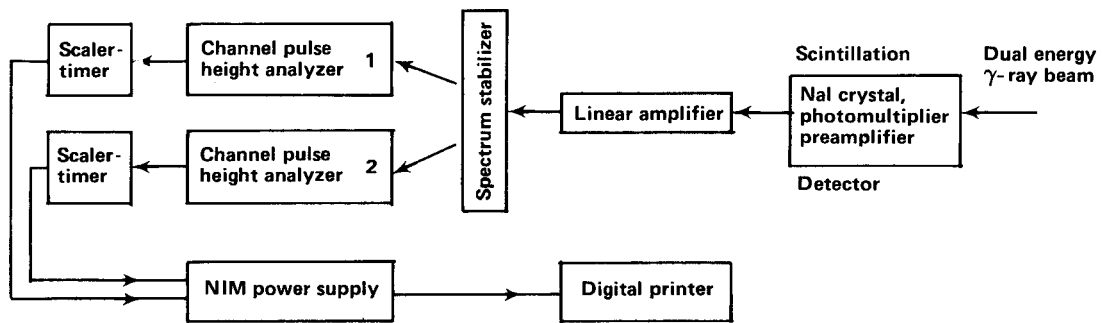 Scaler-
timer
Channel pulse
height analyzer 1
Spectrum stabilizer
Linear amplifier
Scintillation
NaI crystal,
photomultiplier
preamplifier
Detector
Dual energy
γ-ray beam
Scaler-
timer
Channel pulse
height analyzer 2
NIM power supply
Digital printer